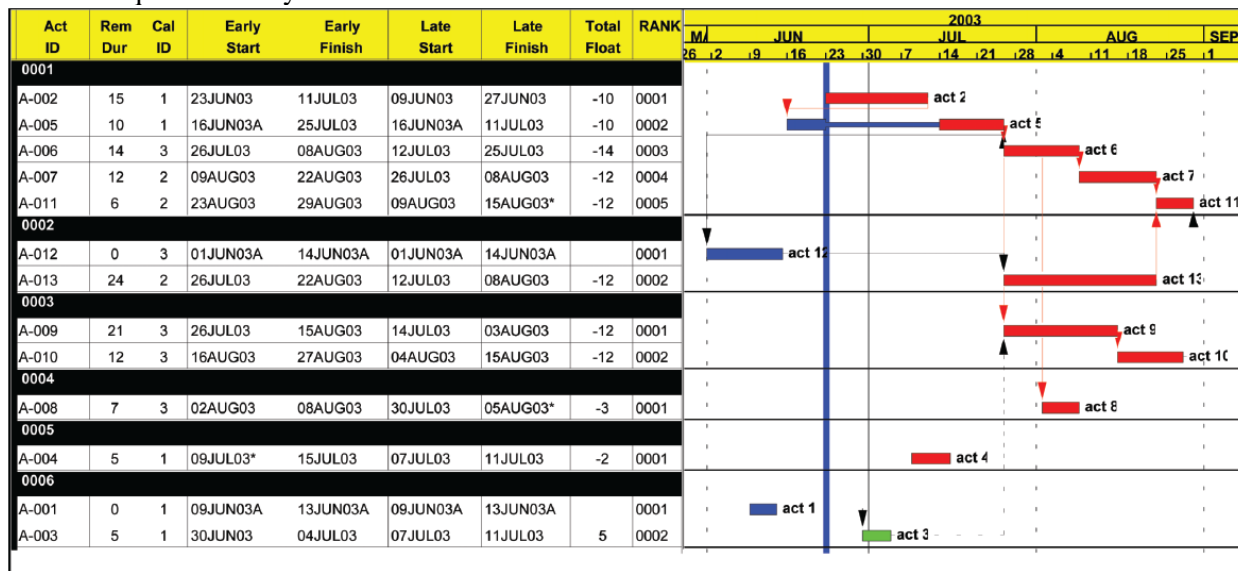 2003
Act Rem Cal Early Early Late Late Total RANK
ID Dur ID Start Finish Start Finish Float
JUN JUL AUG SEP
26 2 9 16 23 30 7 14 21 28 4 11 18 25 1
0001
A-002 15 1 23JUN03 11JUL03 09JUN03 27JUN03 -10 0001 act 2
A-005 10 1 16JUN03A 25JUL03 16JUN03A 11JUL03 -10 0002 act 5
A-006 14 3 26JUL03 08AUG03 12JUL03 25JUL03 -14 0003 act 6
A-007 12 2 09AUG03 22AUG03 26JUL03 08AUG03 -12 0004 act 7
A-011 6 2 23AUG03 29AUG03 09AUG03 15AUG03* -12 0005 act 11
0002
A-012 0 3 01JUN03A 14JUN03A 01JUN03A 14JUN03A 0001 act 12
A-013 24 2 26JUL03 22AUG03 12JUL03 08AUG03 -12 0002 act 13
0003
A-009 21 3 26JUL03 15AUG03 14JUL03 03AUG03 -12 0001 act 9
A-010 12 3 16AUG03 27AUG03 04AUG03 15AUG03 -12 0002 act 10
0004
A-008 7 3 02AUG03 08AUG03 30JUL03 05AUG03* -3 0001 act 8
0005
A-004 5 1 09JUL03* 15JUL03 07JUL03 11JUL03 -2 0001 act 4
0006
A-001 0 1 09JUN03A 13JUN03A 09JUN03A 13JUN03A 0001 act 1
A-003 5 1 30JUN03 04JUL03 07JUL03 11JUL03 5 0002 act 3